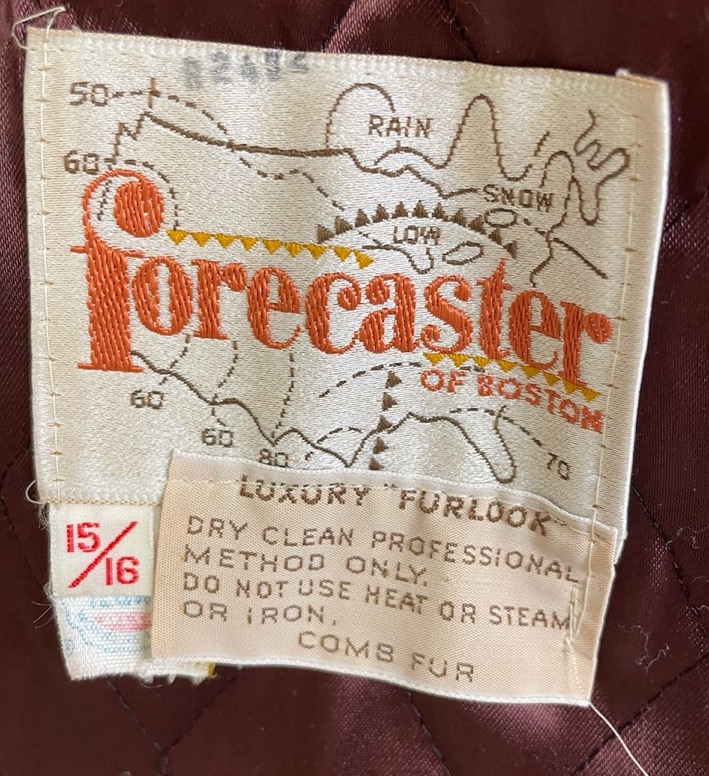 50
RAIN
60
SNOW
LOW
forecaster
OF BOSTON
60
60
80
70
LUXURY "FURLOOK"
15/16
DRY CLEAN PROFESSIONAL
METHOD ONLY.
DO NOT USE HEAT OR STEAM
OR IRON.
COMB FUR